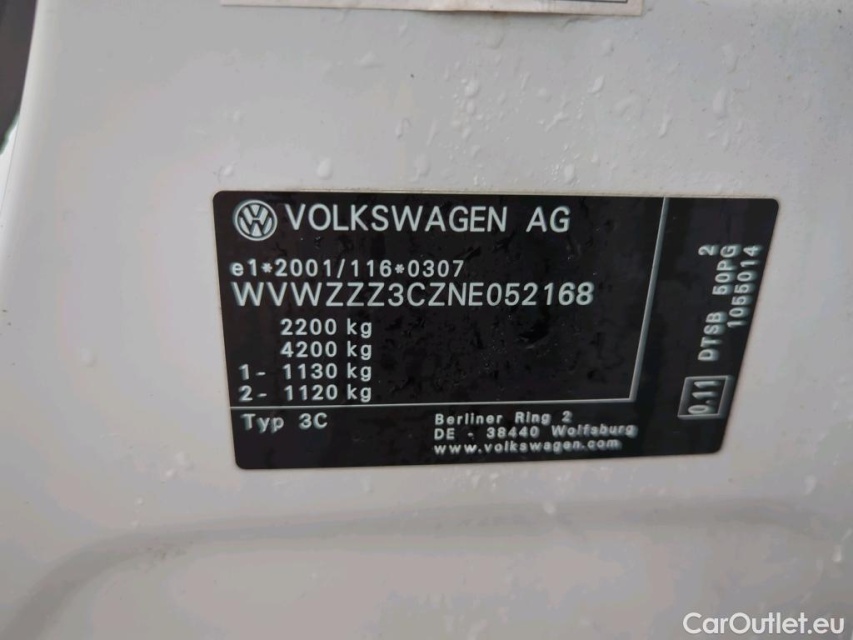 VOLKSWAGEN AG
e1*2001/116*0307
WVWZZZ3CZNE052168
2200 kg
4200 kg
1 - 1130 kg
2 - 1120 kg
Typ 3C
Berliner Ring 2
DE - 38440 Wolfsburg
www.volkswagen.com
2
DTSB 50PG
1055014
0.11
CarOutlet.eu